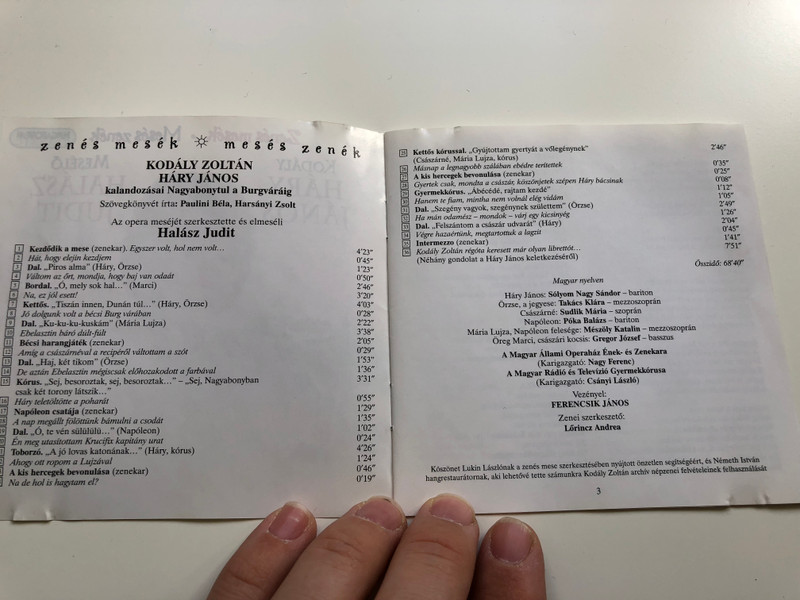 zenés mesék ☼ mesés zenék
KODÁLY ZOLTÁN
HÁRY JÁNOS
kalandozásai Nagyabonytul a Burgváráig
Szövegkönyvét írta: Paulini Béla, Harsányi Zsolt
Az opera meséjét szerkesztette és elmeséli
Halász Judit
1 Kezdődik a mese (zenekar). Egyszer volt, hol nem volt... 4'23"
2 Hát, hogy elején kezdjem 0'45"
3 Dal. „Piros alma” (Háry, Örzse) 1'23"
4 Váltom az őrt, mondja, hogy baj van odaát 0'50"
5 Bordal. „Ó, mely sok hal...” (Marci) 2'46"
6 Na, ez jól esett! 3'20"
7 Kettős. „Tiszán innen, Dunán túl...” (Háry, Örzse) 4'03"
8 Jó dolgunk volt a bécsi Burg várában 0'28"
9 Dal. „Ku-ku-ku-kuskám” (Mária Lujza) 2'22"
10 Ebelasztin báró dúlt-fúlt 3'38"
11 Bécsi harangjáték (zenekar) 2'05"
12 Amíg a császárnéval a recipéről váltottam a szót 0'29"
13 Dal. „Haj, két tikom” (Örzse) 1'53"
14 De aztán Ebelasztin mégiscsak előhozakodott a farbával 1'36"
15 Kórus. „Sej, besoroztak, sej, besoroztak...” – „Sej, Nagyabonyban 3'31"
csak két torony látszik...”
16 Háry teletöltötte a poharát 0'55"
17 Napóleon csatája (zenekar) 1'29"
18 A nap megállt fölöttünk bámulni a csodát 1'35"
19 Dal. „Ó, te vén sülülülü...” (Napóleon) 1'02"
20 Én meg utasítottam Krucifix kapitány urat 0'24"
21 Toborzó. „A jó lovas katonának...” (Háry, kórus) 4'26"
Ahogy ott ropom a Lujzával 1'24"
A kis hercegek bevonulása (zenekar) 0'46"
Na de hol is hagytam el? 0'19"
25 Kettős kórussal. „Gyújtottam gyertyát a vőlegénynek” 2'46"
(Császárné, Mária Lujza, kórus)
26 Másnap a legnagyobb szálában ebédre terítettek 0'35"
27 A kis hercegek bevonulása (zenekar) 0'25"
28 Gyertek csak, mondta a császár, köszönjetek szépen Háry bácsinak 0'08"
29 Gyermekkórus. „Ábécédé, rajtam kezdé” 1'12"
30 Hanem te fiam, mintha nem volnál elég vidám 1'05"
31 Dal. „Szegény vagyok, szegénynek születtem” (Örzse) 2'49"
32 Ha mán odamész – mondok – várj egy kicsinyég 1'26"
33 Dal. „Felszántom a császár udvarát” (Háry) 2'04"
34 Végre hazaértünk, megtartottuk a lagzit 0'45"
35 Intermezzo (zenekar) 1'41"
36 Kodály Zoltán régóta keresett már olyan librettót... 7'51"
(Néhány gondolat a Háry János keletkezéséről)
Összidő: 68'40"
Magyar nyelven
Háry János: Sólyom Nagy Sándor – bariton
Örzse, a jegyese: Takács Klára – mezzoszoprán
Császárné: Sudlik Mária – szoprán
Napóleon: Póka Balázs – bariton
Mária Lujza, Napóleon felesége: Mészöly Katalin – mezzoszoprán
Öreg Marci, császári kocsis: Gregor József – basszus
A Magyar Állami Operaház Ének- és Zenekara
(Karigazgató: Nagy Ferenc)
A Magyar Rádió és Televízió Gyermekkórusa
(Karigazgató: Csányi László)
Vezényel:
FERENCSIK JÁNOS
Zenei szerkesztő:
Lőrincz Andrea
Köszönet Lukin Lászlónak a zenés mese szerkesztésében nyújtott önzetlen segítségéért, és Németh István
hangrestaurátornak, aki lehetővé tette számunkra Kodály Zoltán archív népzenei felvételeinek felhasználását
3